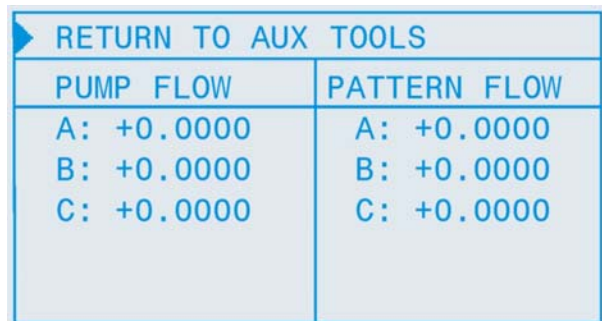 RETURN TO AUX TOOLS
PUMP FLOW PATTERN FLOW
A: +0.0000 A: +0.0000
B: +0.0000 B: +0.0000
C: +0.0000 C: +0.0000